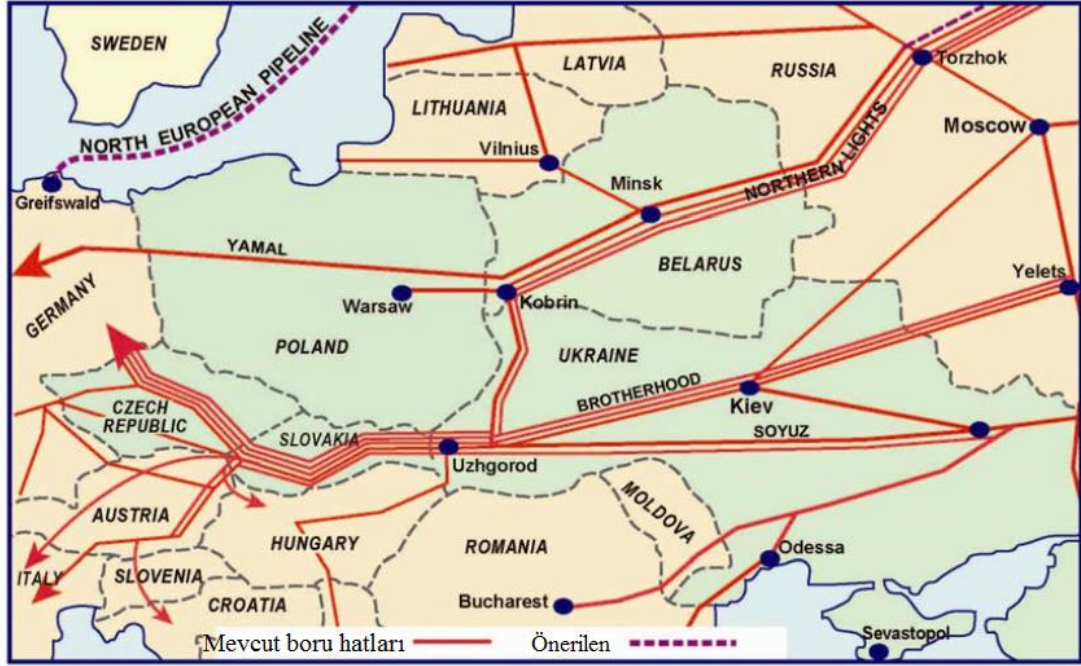 SWEDEN
NORTH EUROPEAN PIPELINE
LATVIA
RUSSIA
Torzhok
LITHUANIA
Moscow
Vilnius
Minsk
NORTHERN LIGHTS
Greifswald
YAMAL
BELARUS
Yelets
Warsaw
Kobrin
GERMANY
POLAND
UKRAINE
BROTHERHOOD
Kiev
CZECH
REPUBLIC
SLOVAKIA
SOYUZ
Uzhgorod
MOLDOVA
AUSTRIA
HUNGARY
ROMANIA
Odessa
ITALY
SLOVENIA
CROATIA
Bucharest
Sevastopol
Mevcut boru hatları
Önerilen